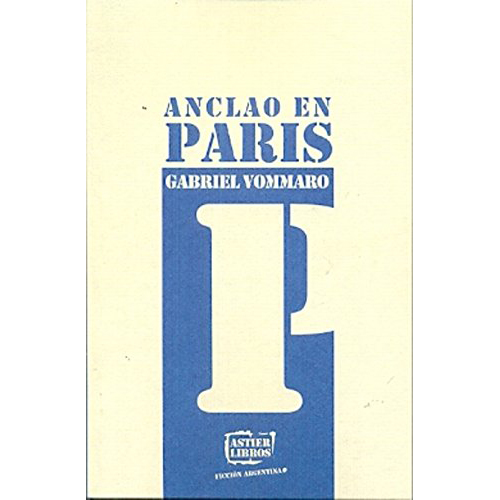 ANCLAO EN
PARIS
GABRIEL VOMMARO
P
ASTIER
LIBROS
FICCIÓN ARGENTINA